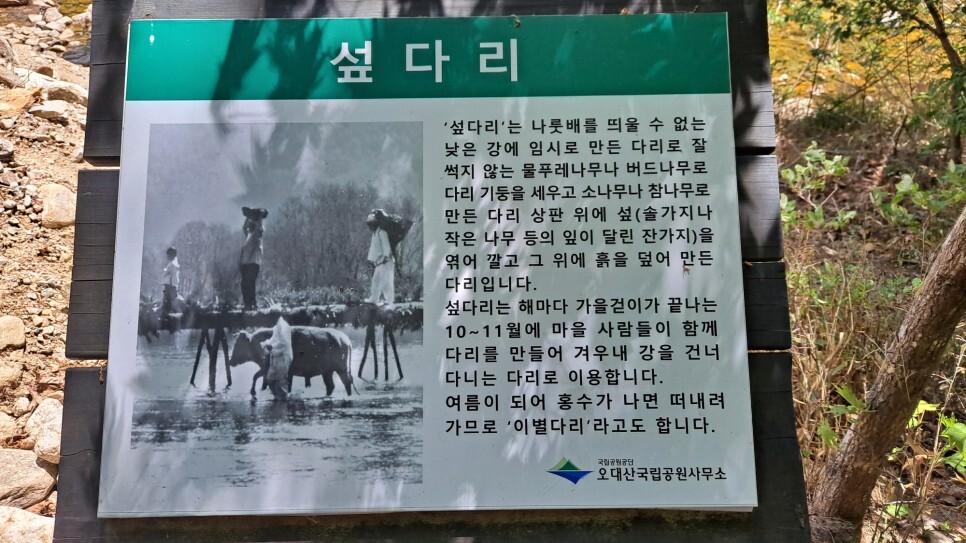 섶다리
'섶다리'는 나룻배를 띄울 수 없는
낮은 강에 임시로 만든 다리로 잘
썩지 않는 물푸레나무나 버드나무로
다리 기둥을 세우고 소나무나 참나무로
만든 다리 상판 위에 섶(솔가지나
작은 나무 등의 잎이 달린 잔가지)을
엮어 깔고 그 위에 흙을 덮어 만든
다리입니다.
섶다리는 해마다 가을걷이가 끝나는
10~11월에 마을 사람들이 함께
다리를 만들어 겨우내 강을 건너
다니는 다리로 이용합니다.
여름이 되어 홍수가 나면 떠내려
가므로 '이별다리'라고도 합니다.
국립공원공단
오대산국립공원사무소